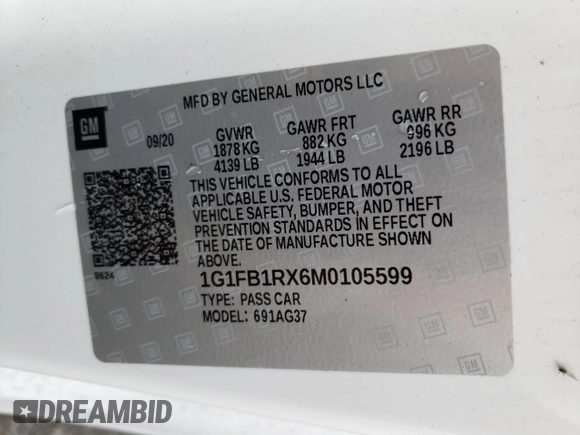 MFD BY GENERAL MOTORS LLC
GM
09/20
GVWR
1878 KG
4139 LB
GAWR FRT
882 KG
1944 LB
GAWR RR
996 KG
2196 LB
THIS VEHICLE CONFORMS TO ALL
APPLICABLE U.S. FEDERAL MOTOR
VEHICLE SAFETY, BUMPER, AND THEFT
PREVENTION STANDARDS IN EFFECT ON
THE DATE OF MANUFACTURE SHOWN
ABOVE.
8624
1G1FB1RX6M0105599
TYPE: PASS CAR
MODEL: 691AG37
DREAMBID